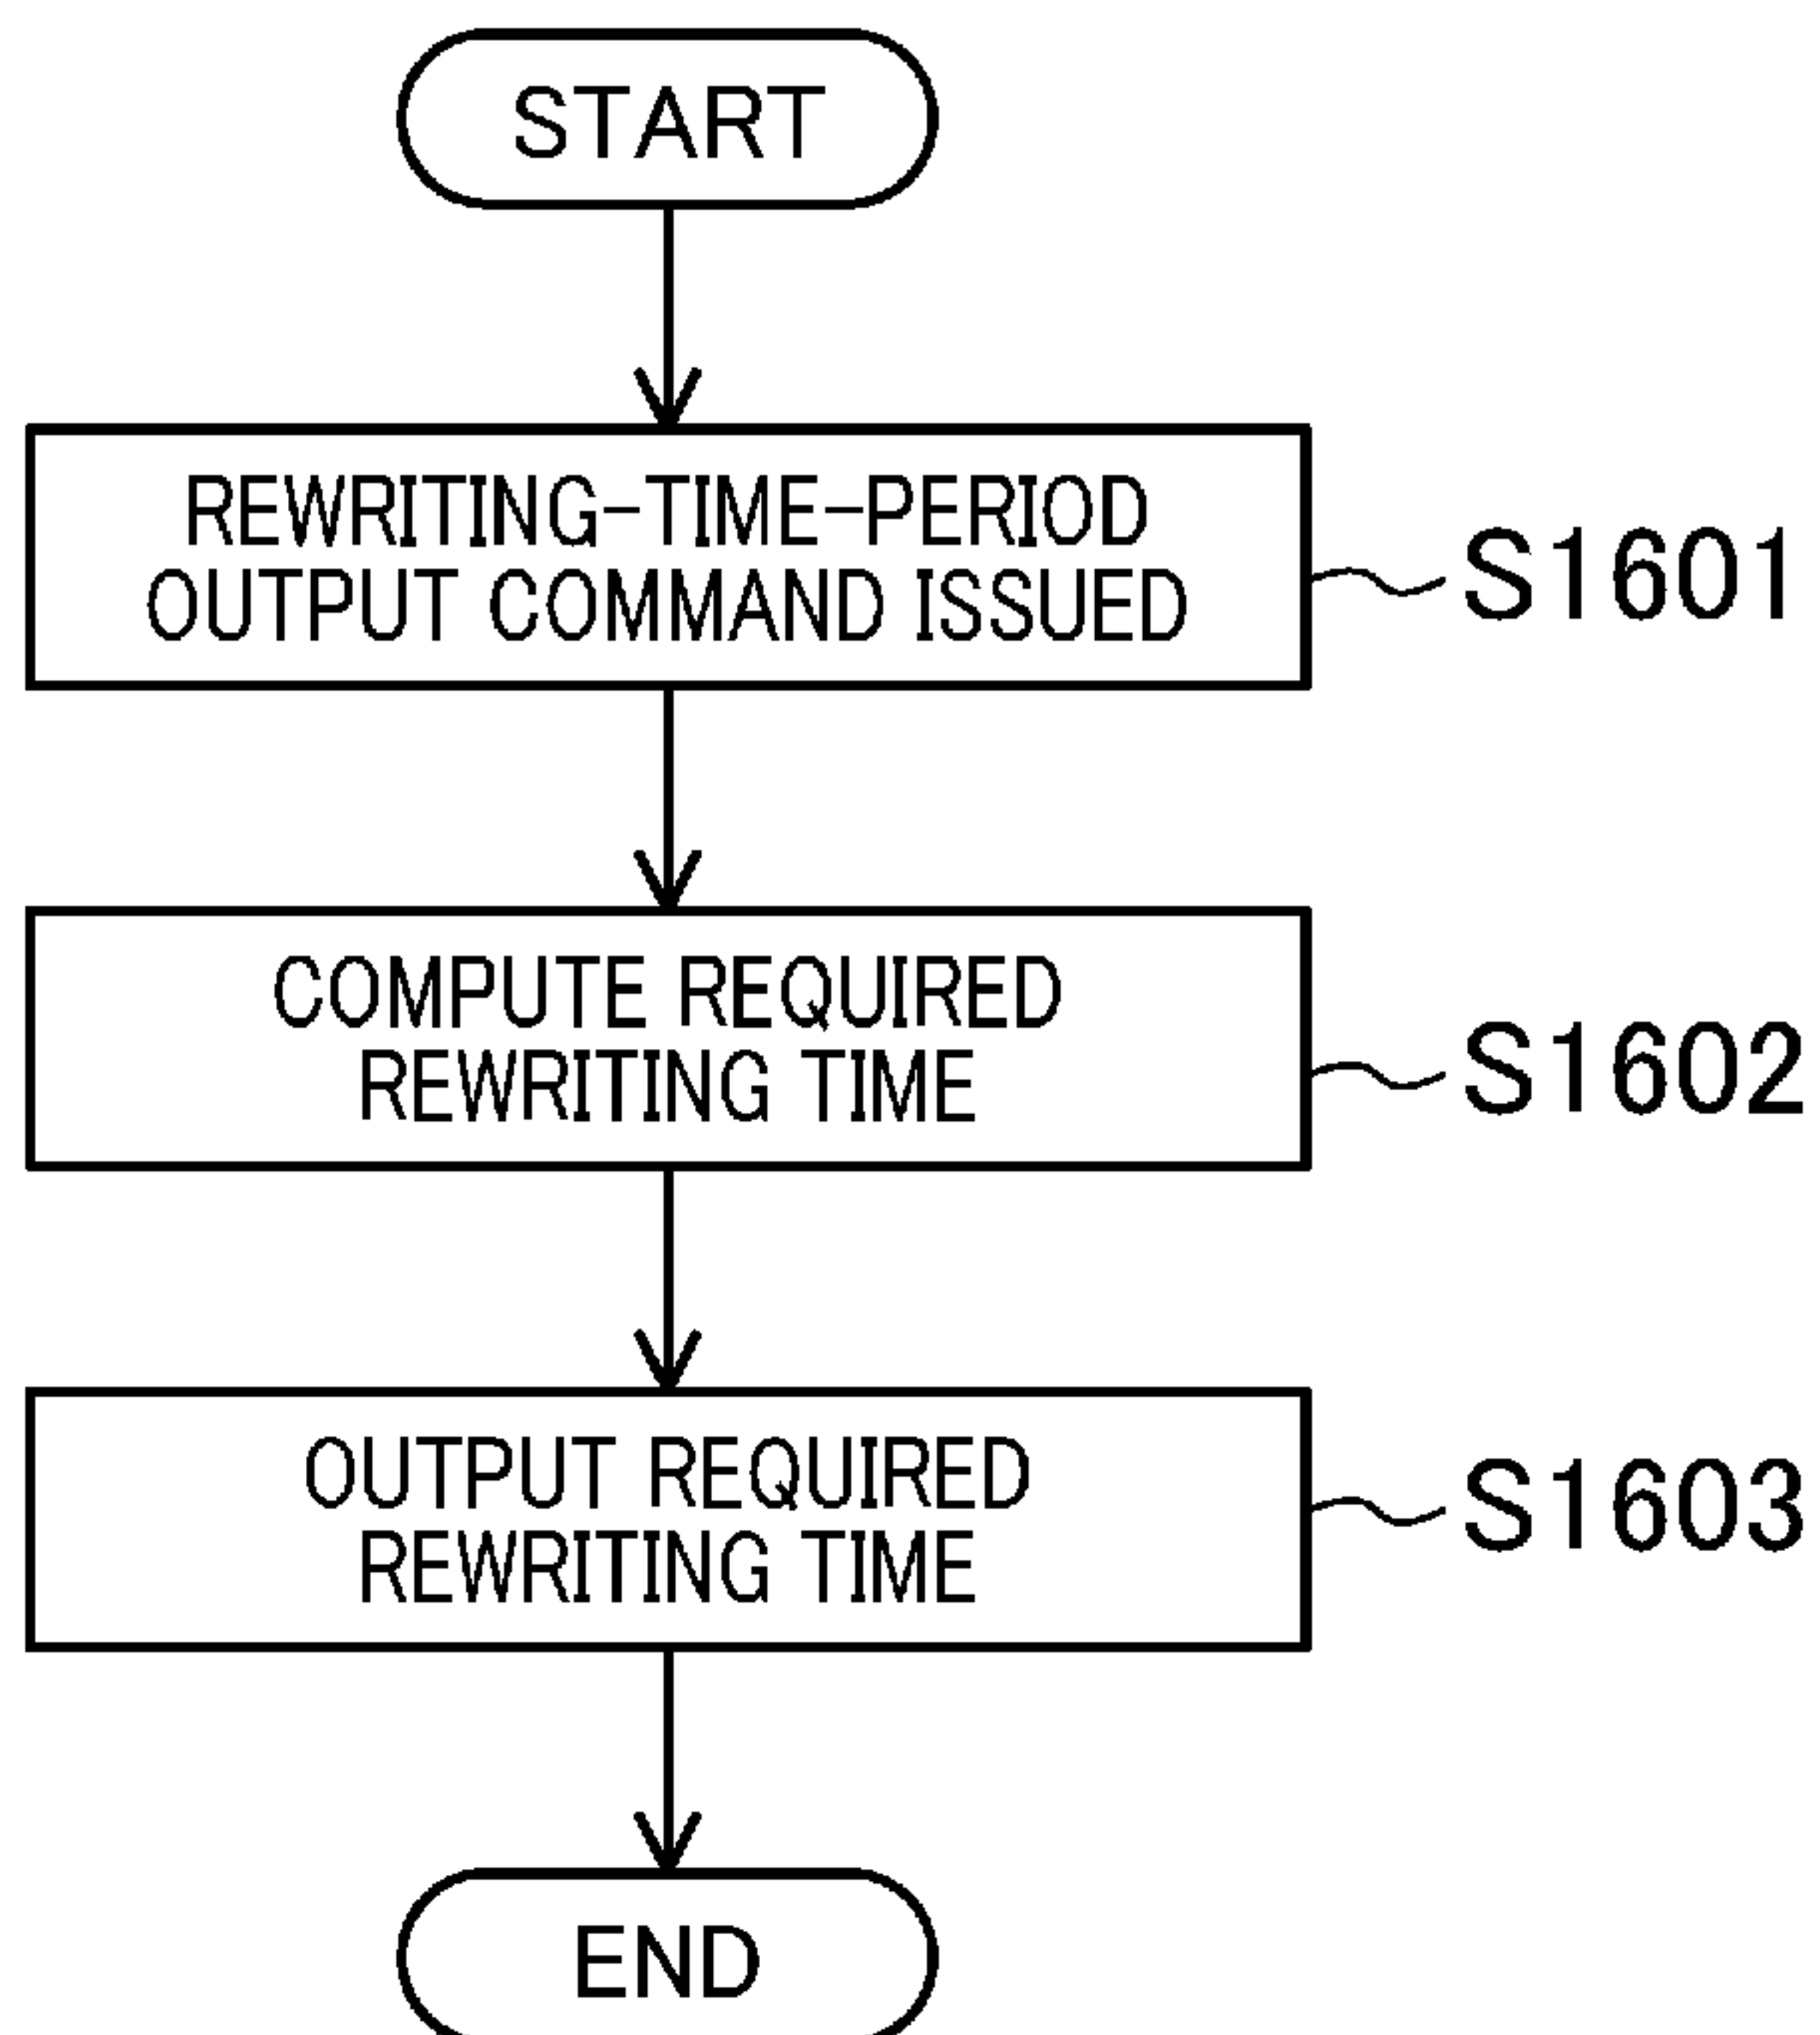 START
REWRITING-TIME-PERIOD
OUTPUT COMMAND ISSUED
S1601
COMPUTE REQUIRED
REWRITING TIME
S1602
OUTPUT REQUIRED
REWRITING TIME
S1603
END